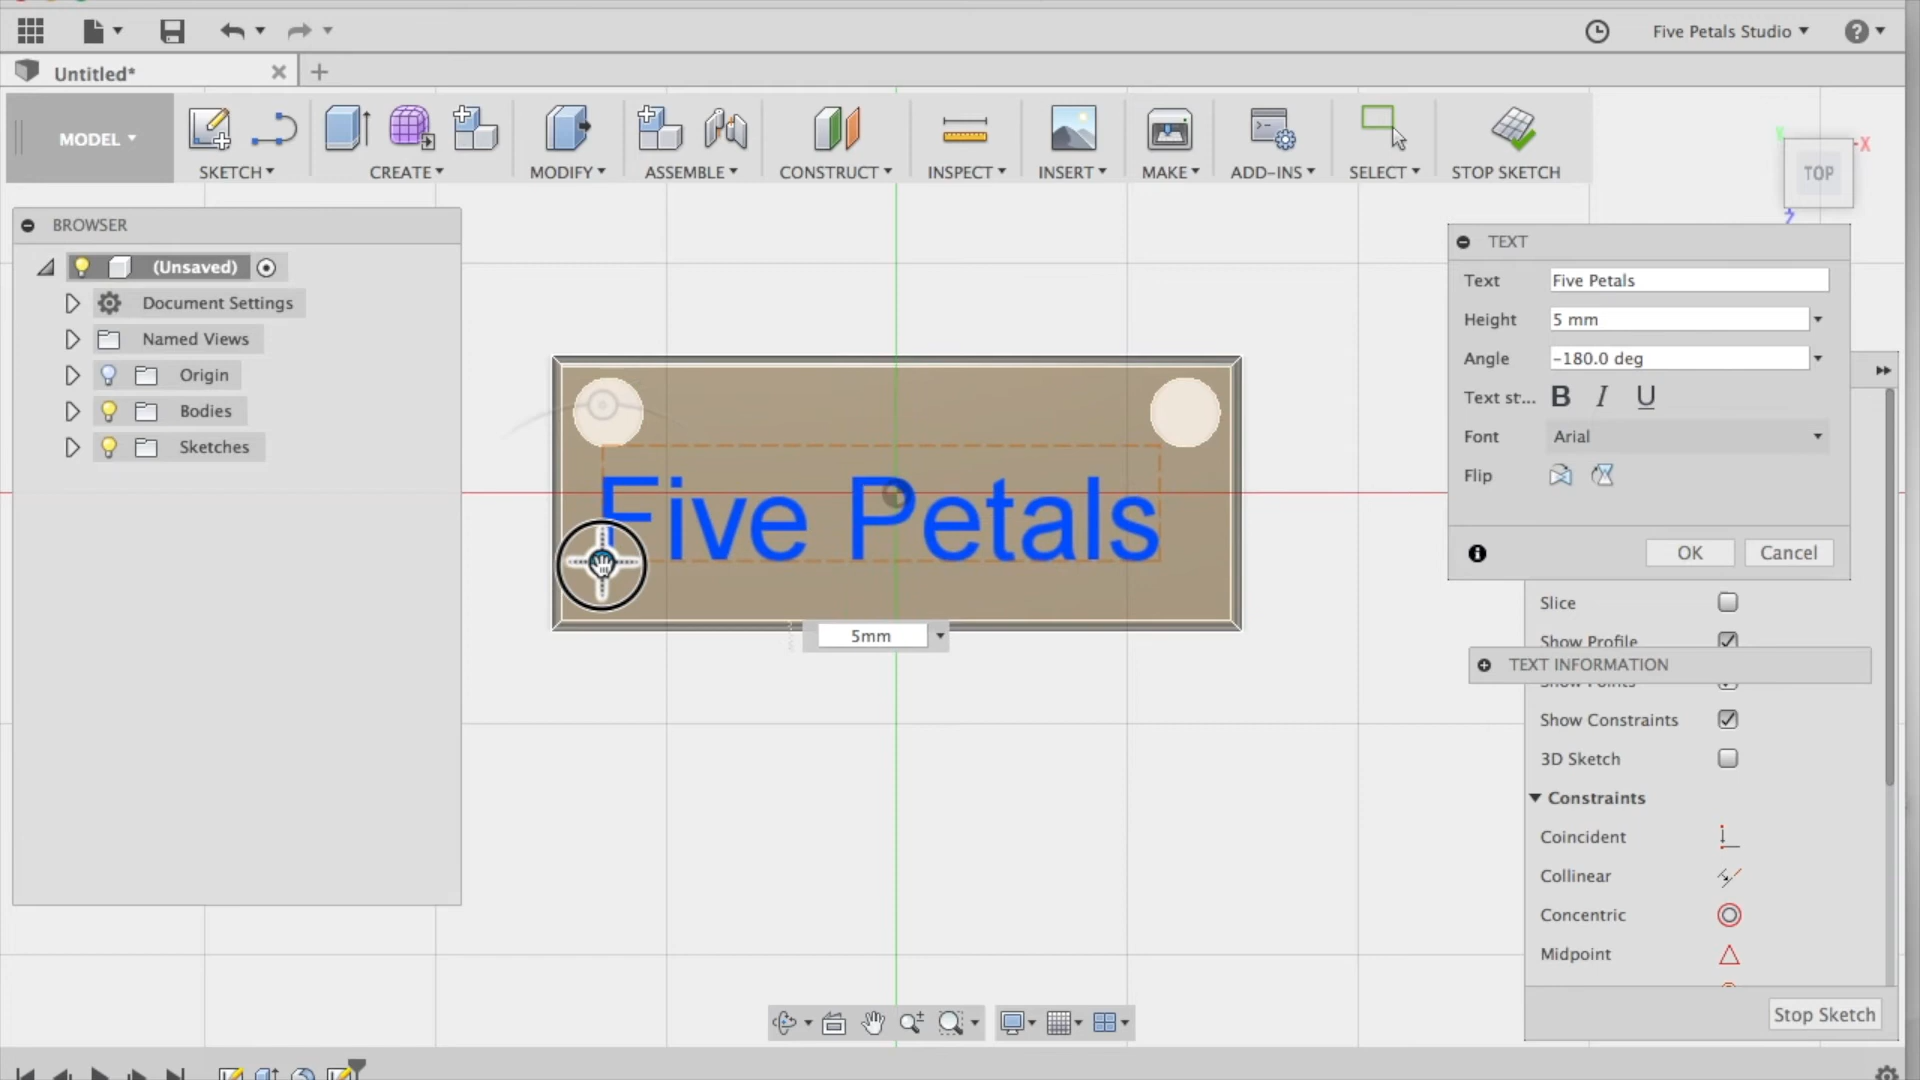 Five Petals Studio
Untitled*
MODEL
SKETCH
CREATE
MODIFY
ASSEMBLE
CONSTRUCT
INSPECT
INSERT
MAKE
ADD-INS
SELECT
STOP SKETCH
Y
X
TOP
Z
BROWSER
(Unsaved)
Document Settings
Named Views
Origin
Bodies
Sketches
Five Petals
5mm
TEXT
Text Five Petals
Height 5 mm
Angle -180.0 deg
Text st... B I U
Font Arial
Flip
OK Cancel
Slice
Show Profile
TEXT INFORMATION
Show Points
Show Constraints
3D Sketch
Constraints
Coincident
Collinear
Concentric
Midpoint
Stop Sketch